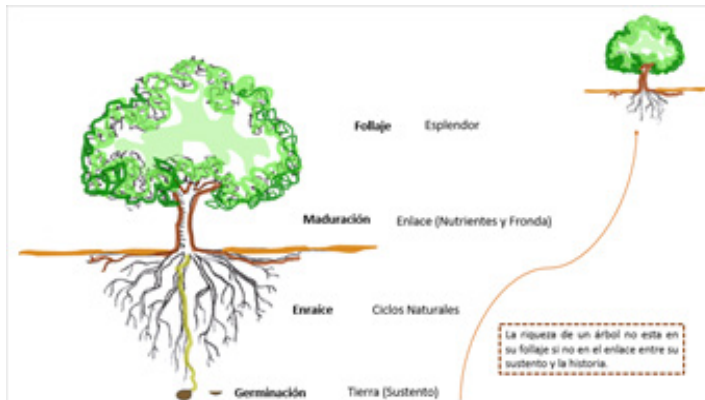 Follaje Esplendor
Maduración Enlace (Nutrientes y Fronda)
Enraice Ciclos Naturales
La riqueza de un árbol no esta en
su follaje si no en el enlace entre su
sustento y la historia.
Germinación Tierra (Sustento)